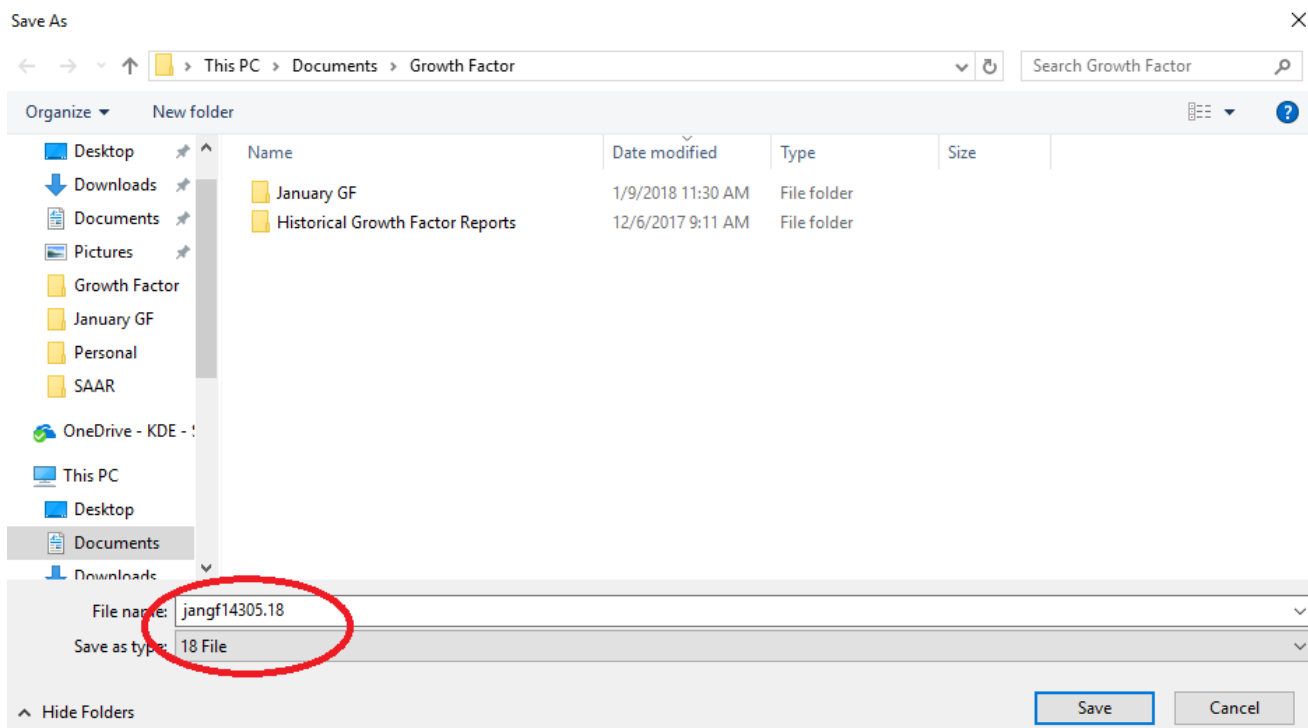 Save As
This PC > Documents > Growth Factor
Search Growth Factor
Organize
New folder
Name
Date modified
Type
Size
January GF
1/9/2018 11:30 AM
File folder
Historical Growth Factor Reports
12/6/2017 9:11 AM
File folder
Desktop
Downloads
Documents
Pictures
Growth Factor
January GF
Personal
SAAR
OneDrive - KDE -
This PC
Desktop
Documents
Downloads
File name: jangf14305.18
Save as type: 18 File
Hide Folders
Save
Cancel